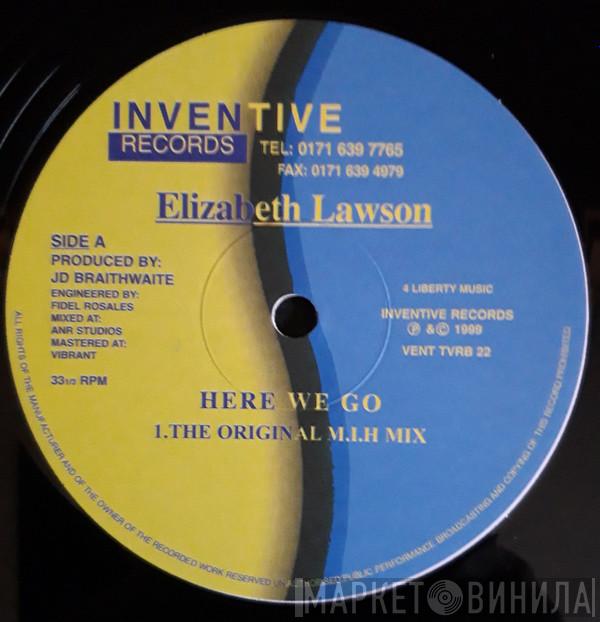 INVENTIVE
RECORDS
TEL: 0171 639 7765
FAX: 0171 639 4979
Elizabeth Lawson
SIDE A
PRODUCED BY:
JD BRAITHWAITE
ENGINEERED BY:
FIDEL ROSALES
MIXED AT:
ANR STUDIOS
MASTERED AT:
VIBRANT
33 1/3 RPM
4 LIBERTY MUSIC
INVENTIVE RECORDS
℗ &© 1999
VENT TVRB 22
HERE WE GO
1.THE ORIGINAL M.I.H MIX
ALL RIGHTS OF THE MANUFACTURER AND OF THE OWNER OF THE RECORDED WORK RESERVED UNAUTHORISED PUBLIC PERFORMANCE BROADCASTING AND COPYING OF THIS RECORD PROHIBITED
МАРКЕТ ВИНИЛА